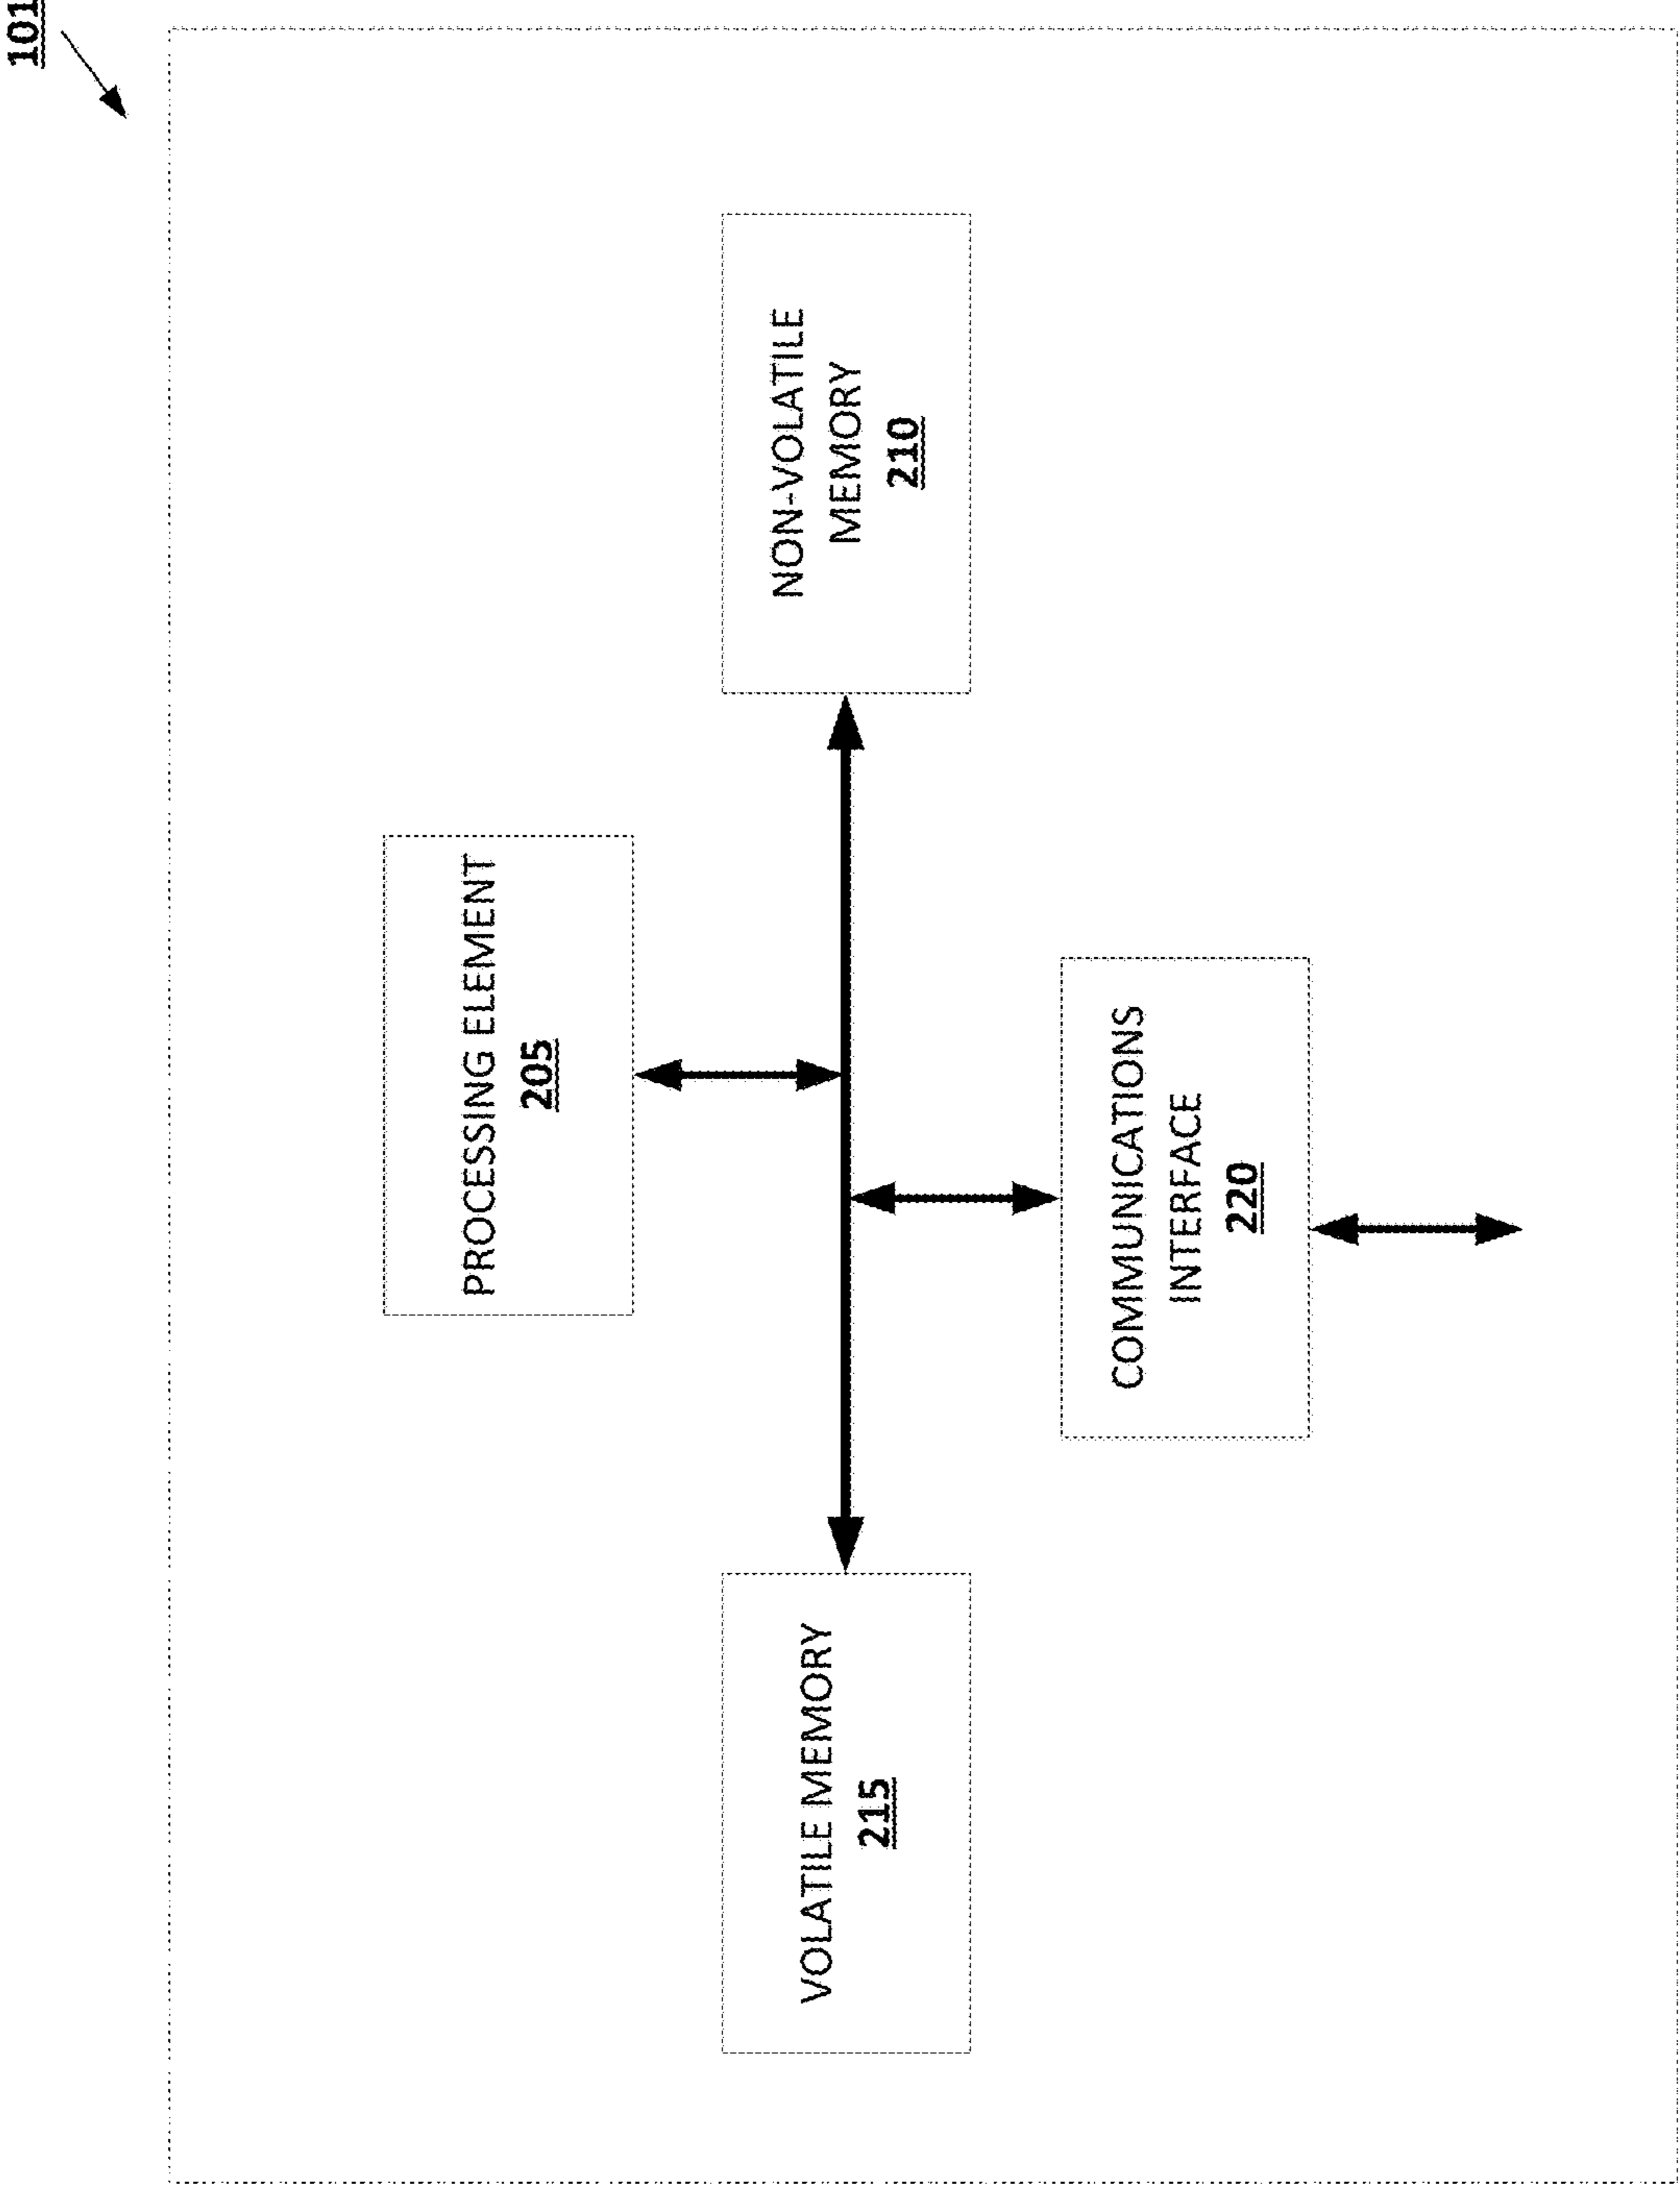 101
PROCESSING ELEMENT
205
VOLATILE MEMORY
215
NON-VOLATILE
MEMORY
210
COMMUNICATIONS
INTERFACE
220